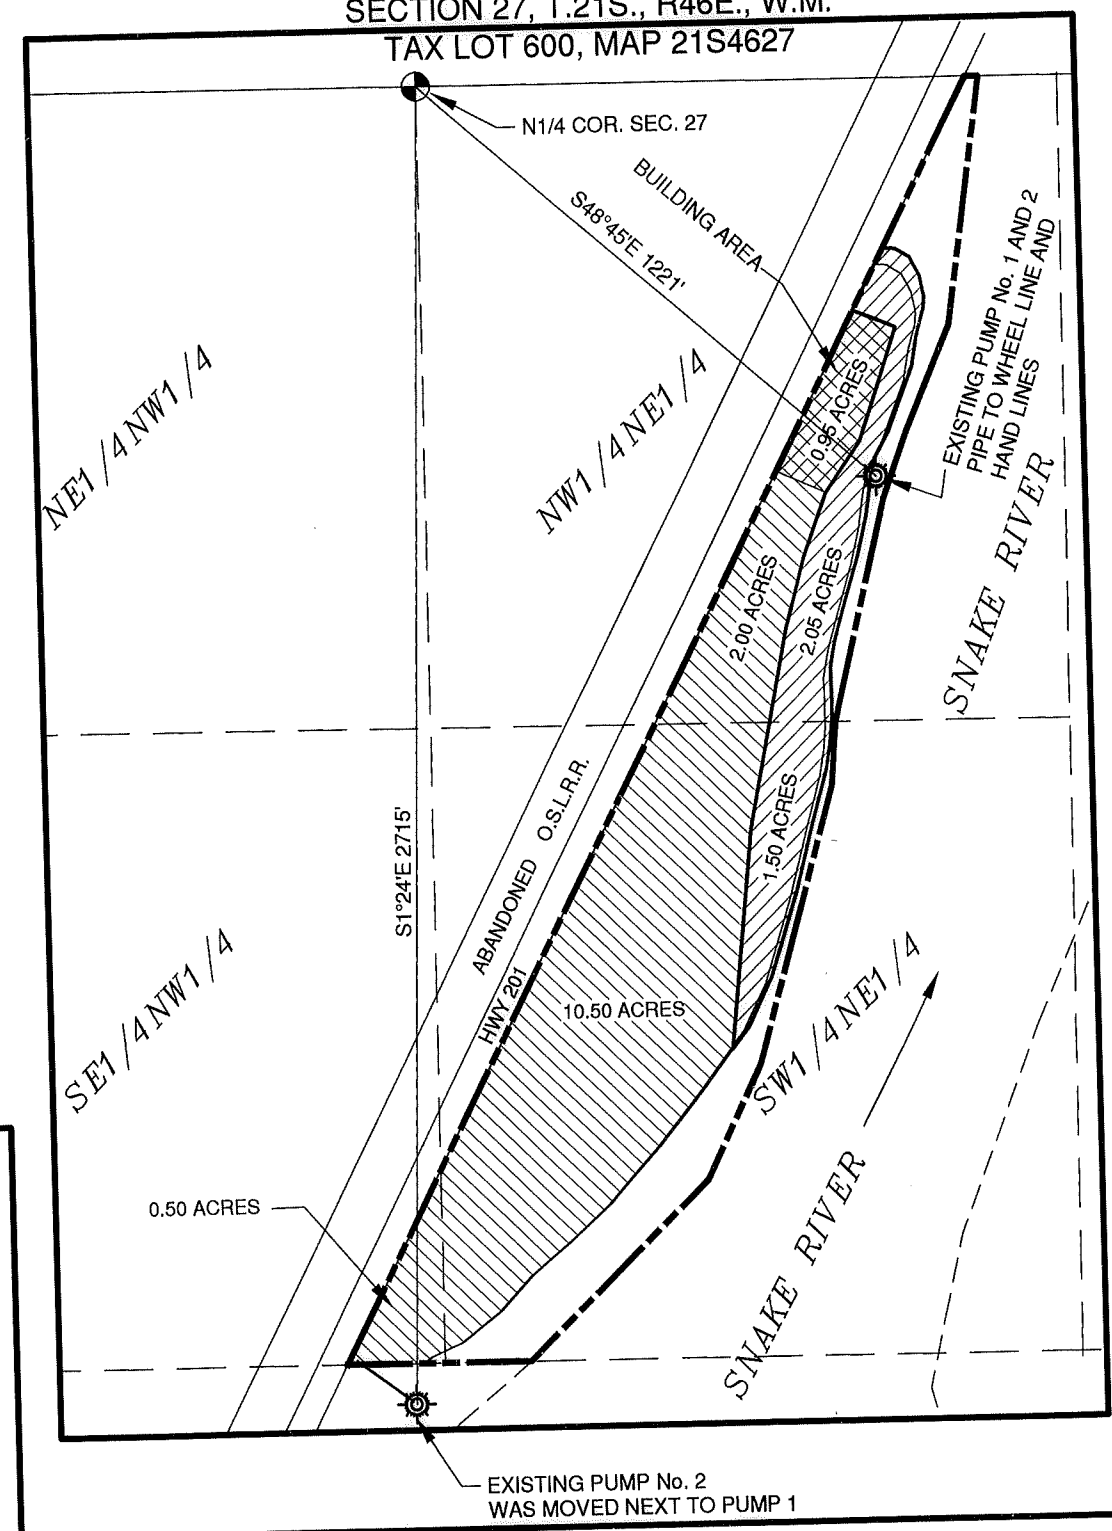 SECTION 27, T.21S., R46E., W.M.
TAX LOT 600, MAP 21S4627
N1/4 COR. SEC. 27
BUILDING AREA
S48°45'E 1221'
EXISTING PUMP No. 1 AND 2
PIPE TO WHEEL LINE AND
HAND LINES
NE1/4NW1/4
NW1/4NE1/4
0.95 ACRES
SNAKE RIVER
2.00 ACRES
2.05 ACRES
S1°24'E 2715'
ABANDONED O.S.L.R.R.
HWY 201
1.50 ACRES
10.50 ACRES
SE1/4NW1/4
SW1/4NE1/4
0.50 ACRES
SNAKE RIVER
EXISTING PUMP No. 2
WAS MOVED NEXT TO PUMP 1